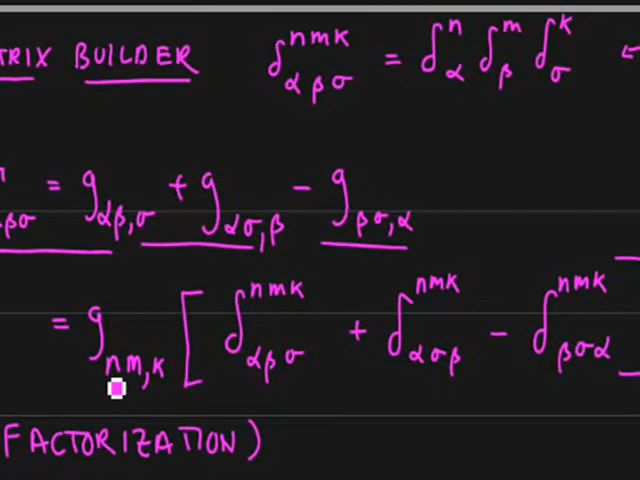 TRIX BUILDER δ^{nmk}_{αβσ} = δ^n_α δ^m_β δ^k_σ ←
βσ = g_{αβ,σ} + g_{ασ,β} - g_{βσ,α}
= g_{nm,k} [ δ^{nmk}_{αβσ} + δ^{nmk}_{ασβ} - δ^{nmk}_{βσα} ]
FACTORIZATION)